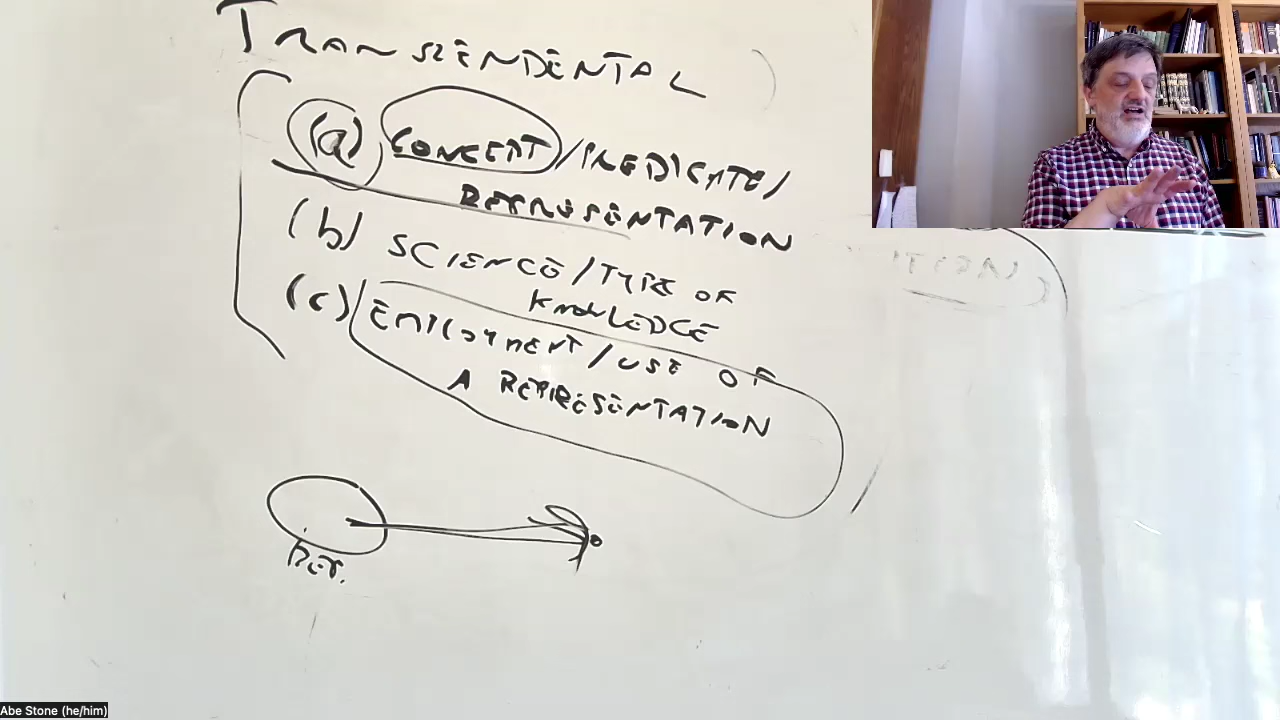 TRANSCENDENTAL
(a) CONCEPT/PREDICATE/
REPRESENTATION
(b) SCIENCE/TYPE OF
KNOWLEDGE
(c) EMPLOYMENT/USE OF
A REPRESENTATION
REP.
Abe Stone (he/him)